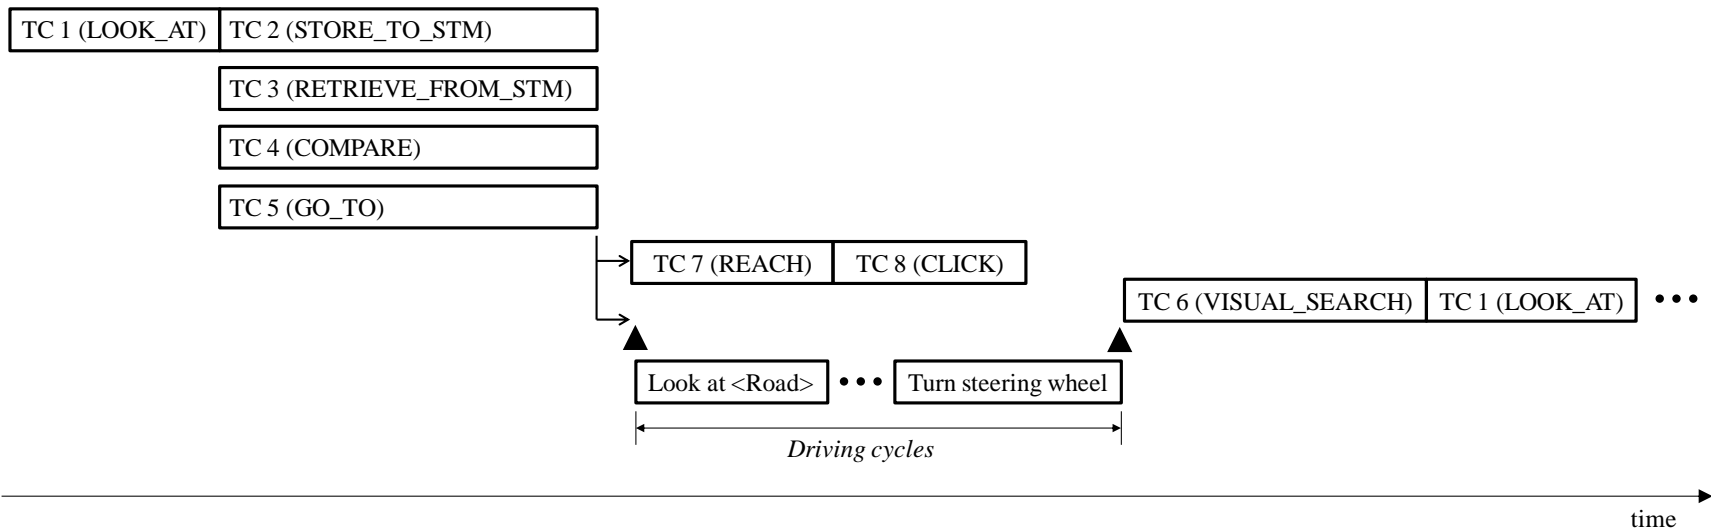 TC 1 (LOOK_AT) TC 2 (STORE_TO_STM)
TC 3 (RETRIEVE_FROM_STM)
TC 4 (COMPARE)
TC 5 (GO_TO)
TC 7 (REACH) TC 8 (CLICK)
TC 6 (VISUAL_SEARCH) TC 1 (LOOK_AT) •••
Look at <Road> ••• Turn steering wheel
Driving cycles
time